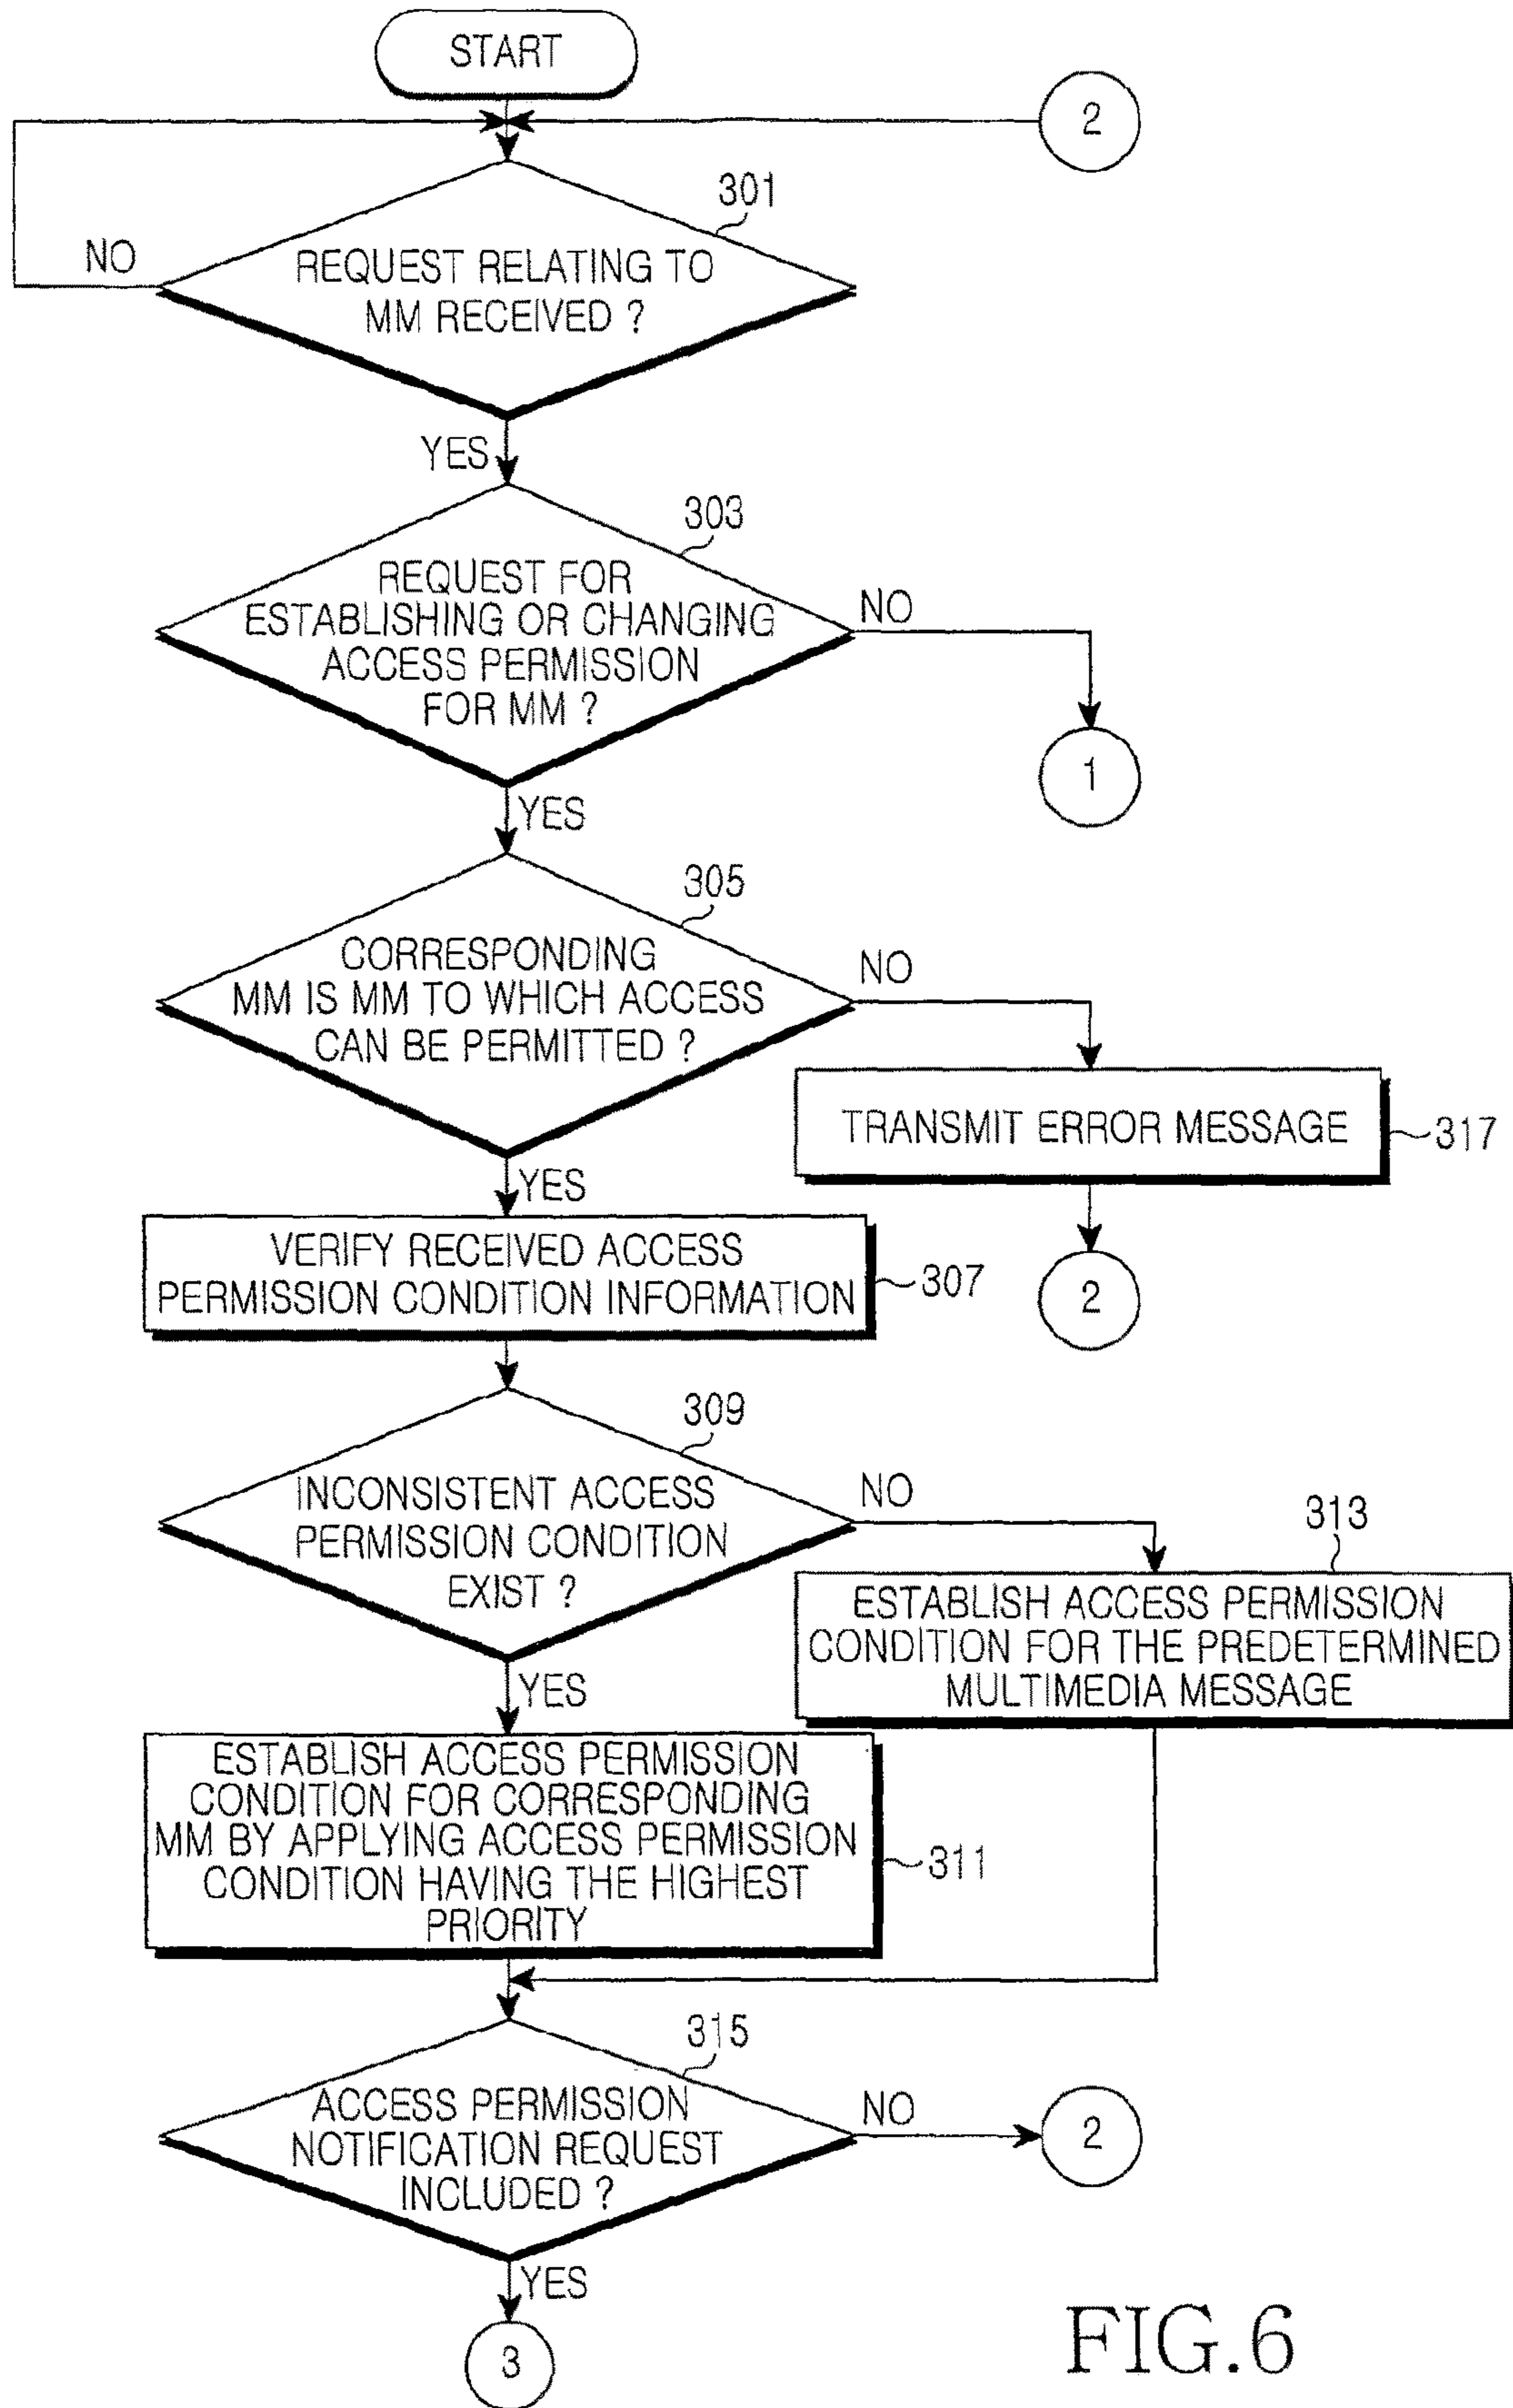 START
2
301
NO
REQUEST RELATING TO
MM RECEIVED ?
YES
303
REQUEST FOR
ESTABLISHING OR CHANGING
ACCESS PERMISSION
FOR MM ?
NO
1
YES
305
CORRESPONDING
MM IS MM TO WHICH ACCESS
CAN BE PERMITTED ?
NO
TRANSMIT ERROR MESSAGE
317
YES
2
VERIFY RECEIVED ACCESS
PERMISSION CONDITION INFORMATION
307
309
INCONSISTENT ACCESS
PERMISSION CONDITION
EXIST ?
NO
313
ESTABLISH ACCESS PERMISSION
CONDITION FOR THE PREDETERMINED
MULTIMEDIA MESSAGE
YES
ESTABLISH ACCESS PERMISSION
CONDITION FOR CORRESPONDING
MM BY APPLYING ACCESS PERMISSION
CONDITION HAVING THE HIGHEST
PRIORITY
311
315
ACCESS PERMISSION
NOTIFICATION REQUEST
INCLUDED ?
NO
2
YES
3
FIG.6